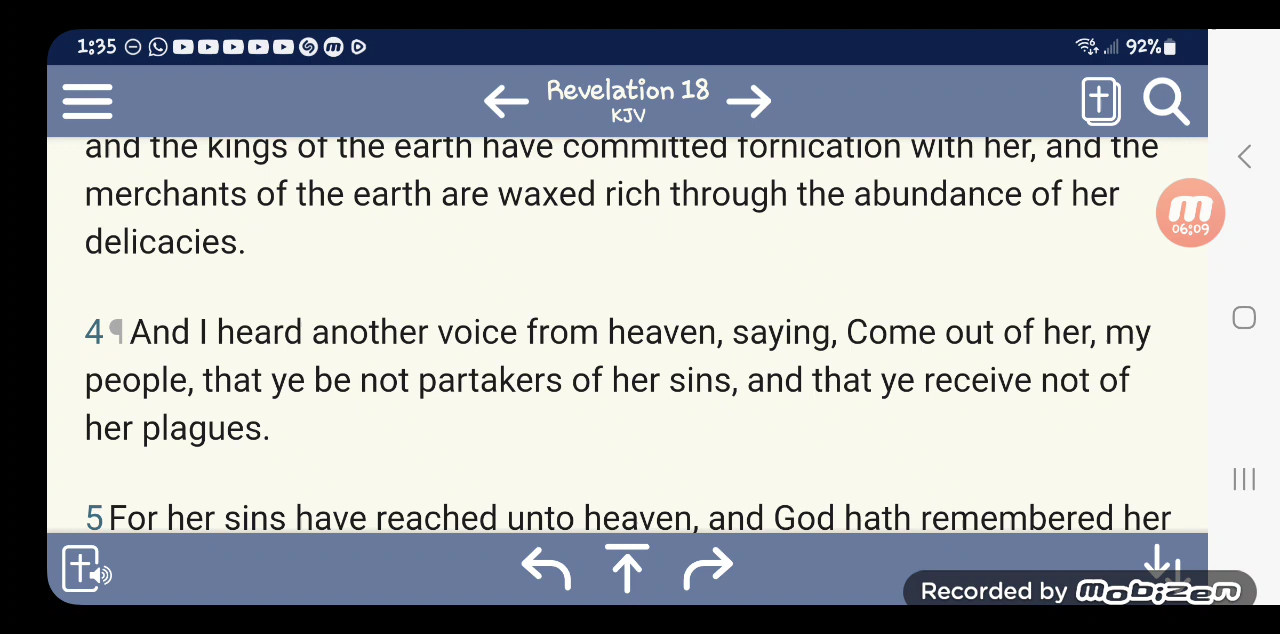 1:35
92%
Revelation 18
KJV
and the kings of the earth have committed fornication with her, and the
merchants of the earth are waxed rich through the abundance of her
delicacies.
06:09
4 ¶ And I heard another voice from heaven, saying, Come out of her, my
people, that ye be not partakers of her sins, and that ye receive not of
her plagues.
5 For her sins have reached unto heaven, and God hath remembered her
Recorded by mobizen